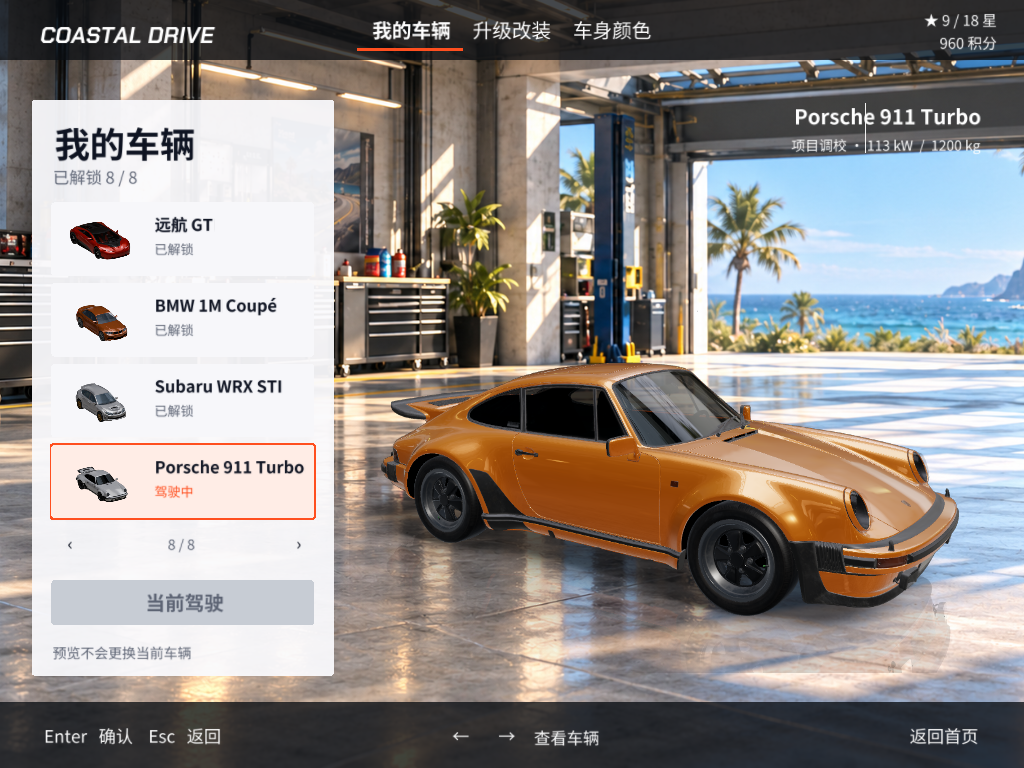 COASTAL DRIVE
我的车辆 升级改装 车身颜色
★ 9 / 18 星
960 积分
Porsche 911 Turbo
项目调校 · 113 kW / 1200 kg
我的车辆
已解锁 8 / 8
远航 GT
已解锁
BMW 1M Coupé
已解锁
Subaru WRX STI
已解锁
Porsche 911 Turbo
驾驶中
‹ 8 / 8 ›
当前驾驶
预览不会更换当前车辆
Enter 确认 Esc 返回
← → 查看车辆
返回首页